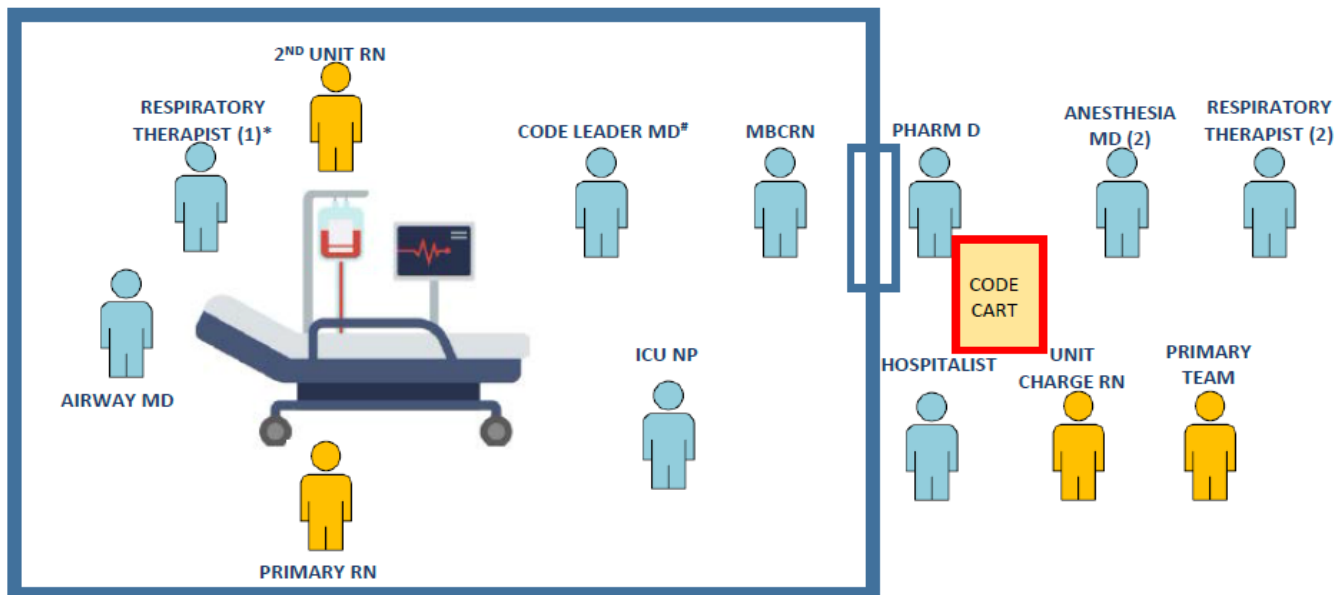 2ND UNIT RN
RESPIRATORY
THERAPIST (1)*
CODE LEADER MD#
MBCRN
PHARM D
ANESTHESIA
MD (2)
RESPIRATORY
THERAPIST (2)
CODE
CART
AIRWAY MD
ICU NP
HOSPITALIST
UNIT
CHARGE RN
PRIMARY
TEAM
PRIMARY RN